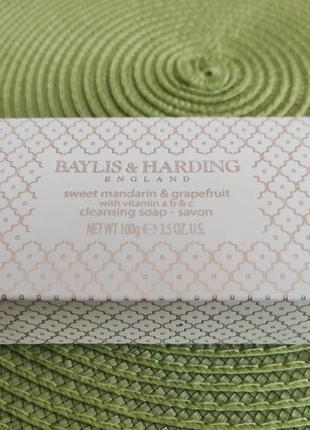 BAYLIS & HARDING
ENGLAND
sweet mandarin & grapefruit
with vitamin a b & c
cleansing soap - savon
NET WT 100g ℮ 3.5 OZ. U.S.